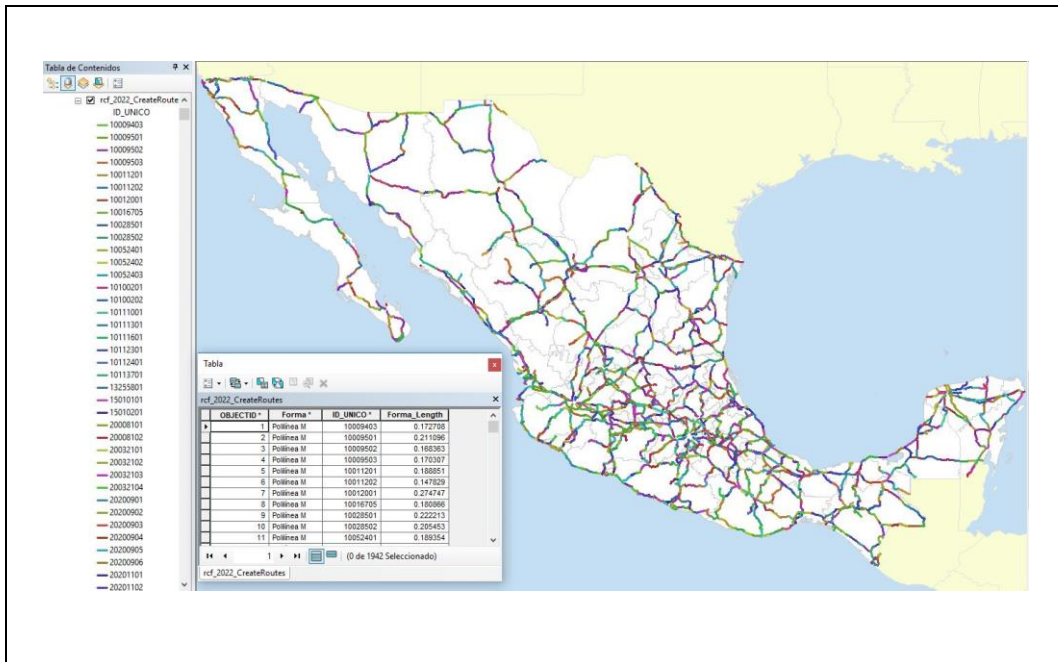 Tabla de Contenidos
rcf_2022_CreateRoute
ID_UNICO
10009403
10009501
10009502
10009503
10011201
10011202
10012001
10016705
10028501
10028502
10052401
10052402
10052403
10100201
10100202
10111001
10111301
10111601
10112301
10112401
10113701
13255801
15010101
15010201
20008101
20008102
20032101
20032102
20032103
20032104
20200901
20200902
20200903
20200904
20200905
20200906
20201101
20201102
Tabla
rcf_2022_CreateRoutes
OBJECTID * Forma * ID_UNICO * Forma_Length
1 Polilínea M 10009403 0.172708
2 Polilínea M 10009501 0.211096
3 Polilínea M 10009502 0.168363
4 Polilínea M 10009503 0.170307
5 Polilínea M 10011201 0.188851
6 Polilínea M 10011202 0.147829
7 Polilínea M 10012001 0.274747
8 Polilínea M 10016705 0.180866
9 Polilínea M 10028501 0.222213
10 Polilínea M 10028502 0.205453
11 Polilínea M 10052401 0.189354
1 (0 de 1942 Seleccionado)
rcf_2022_CreateRoutes